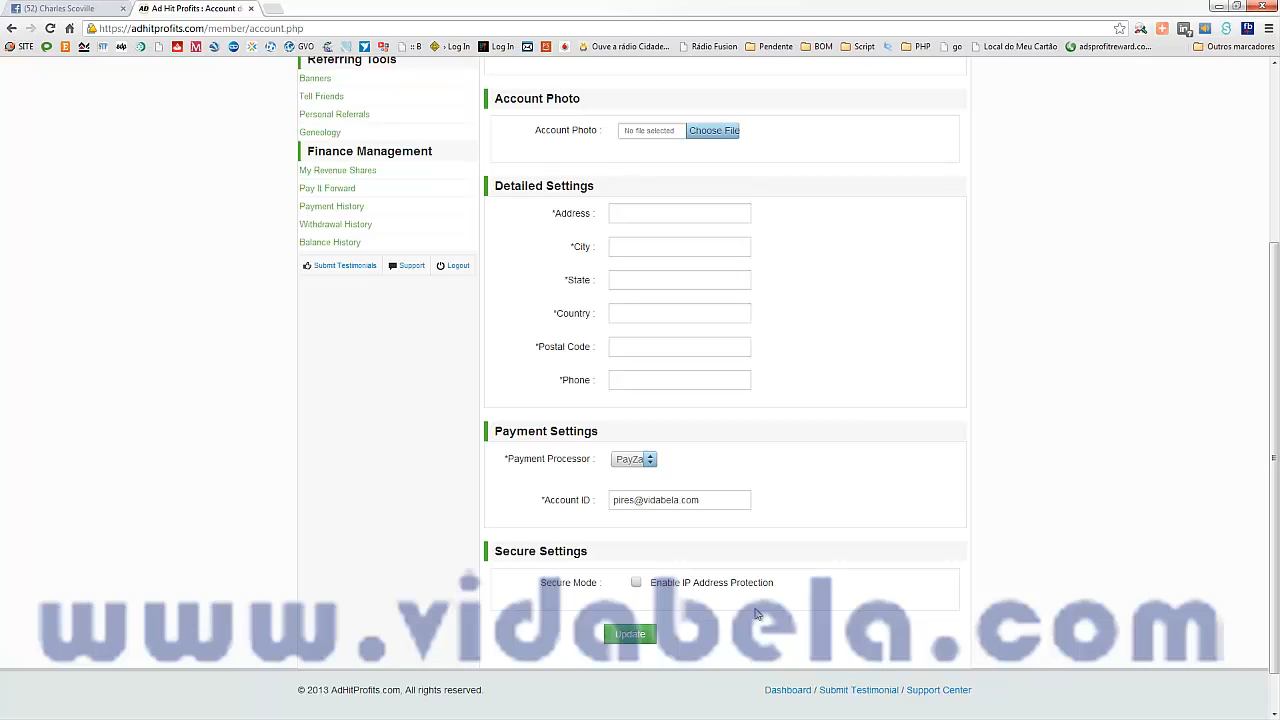 (52) Charles Scoville
Ad Hit Profits : Account d
https://adhitprofits.com/member/account.php
SITE
GVO
:: B
Log In
Log In
Ouve a rádio Cidade...
Rádio Fusion
Pendente
BOM
Script
PHP
go
Local do Meu Cartão
adsprofitreward.co...
Outros marcadores
Referring Tools
Banners
Tell Friends
Personal Referrals
Geneology
Finance Management
My Revenue Shares
Pay It Forward
Payment History
Withdrawal History
Balance History
Submit Testimonials
Support
Logout
Account Photo
Account Photo :
No file selected
Choose File
Detailed Settings
*Address :
*City :
*State :
*Country :
*Postal Code :
*Phone :
Payment Settings
*Payment Processor :
PayZa
*Account ID :
pires@vidabela.com
Secure Settings
Secure Mode :
Enable IP Address Protection
www.vidabela.com
Update
© 2013 AdHitProfits.com, All rights reserved.
Dashboard / Submit Testimonial / Support Center